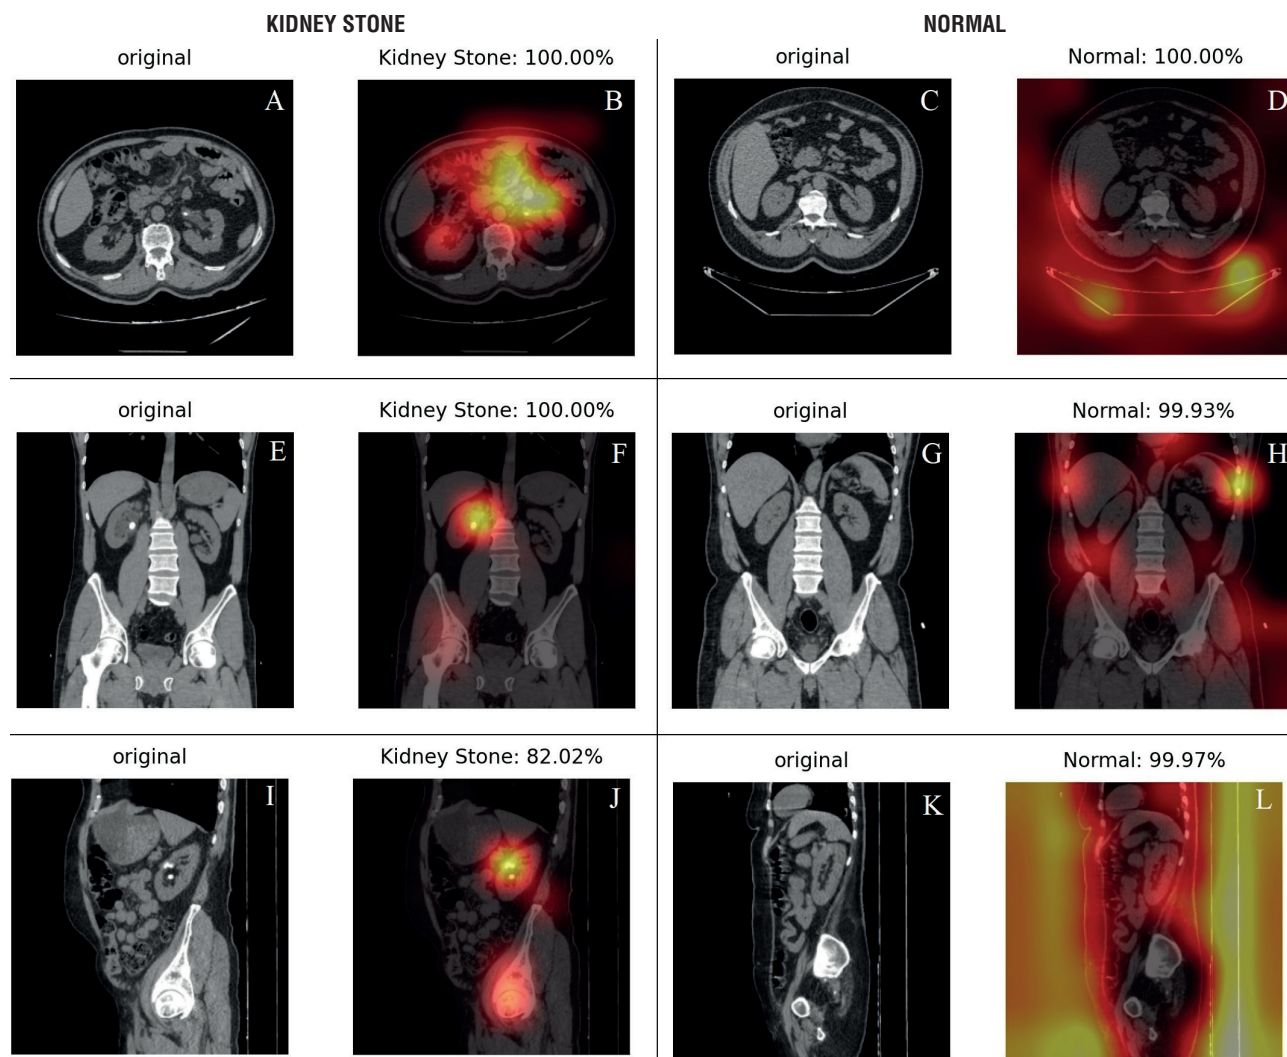 KIDNEY STONE
NORMAL
original
Kidney Stone: 100.00%
original
Normal: 100.00%
A
B
C
D
original
Kidney Stone: 100.00%
original
Normal: 99.93%
E
F
G
H
original
Kidney Stone: 82.02%
original
Normal: 99.97%
I
J
K
L